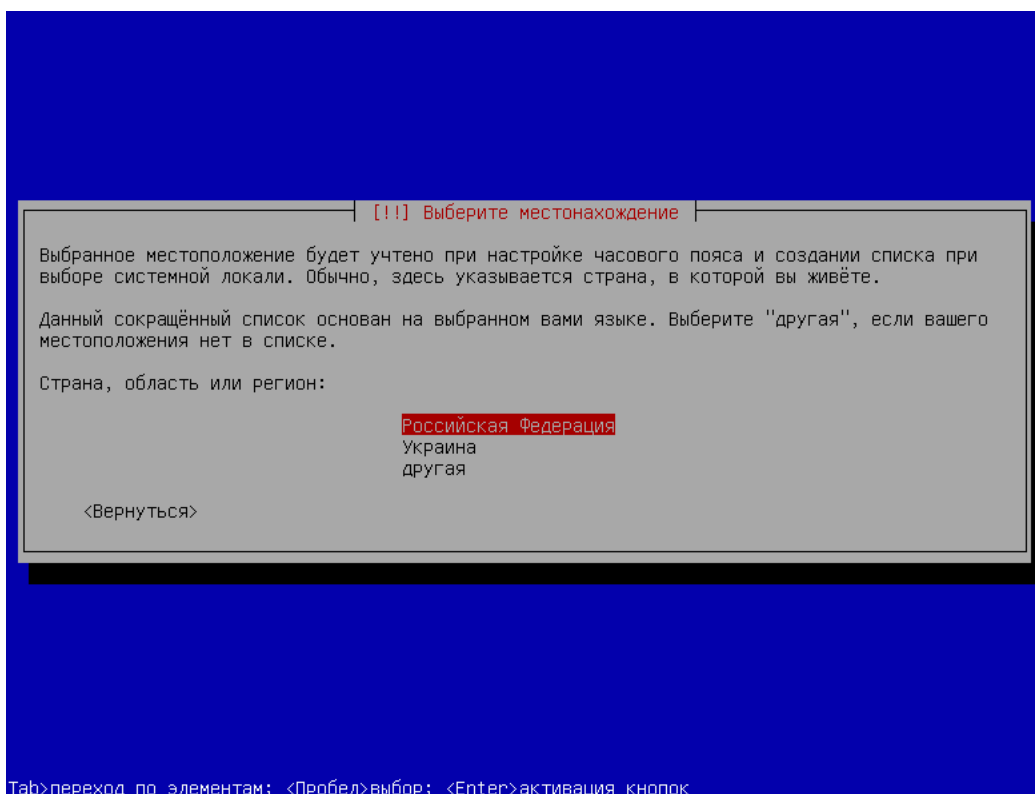 [!!] Выберите местонахождение
Выбранное местоположение будет учтено при настройке часового пояса и создании списка при
выборе системной локали. Обычно, здесь указывается страна, в которой вы живёте.
Данный сокращённый список основан на выбранном вами языке. Выберите "другая", если вашего
местоположения нет в списке.
Страна, область или регион:
Российская Федерация
Украина
другая
<Вернуться>
Tab>переход по элементам; <Пробел>выбор; <Enter>активация кнопок